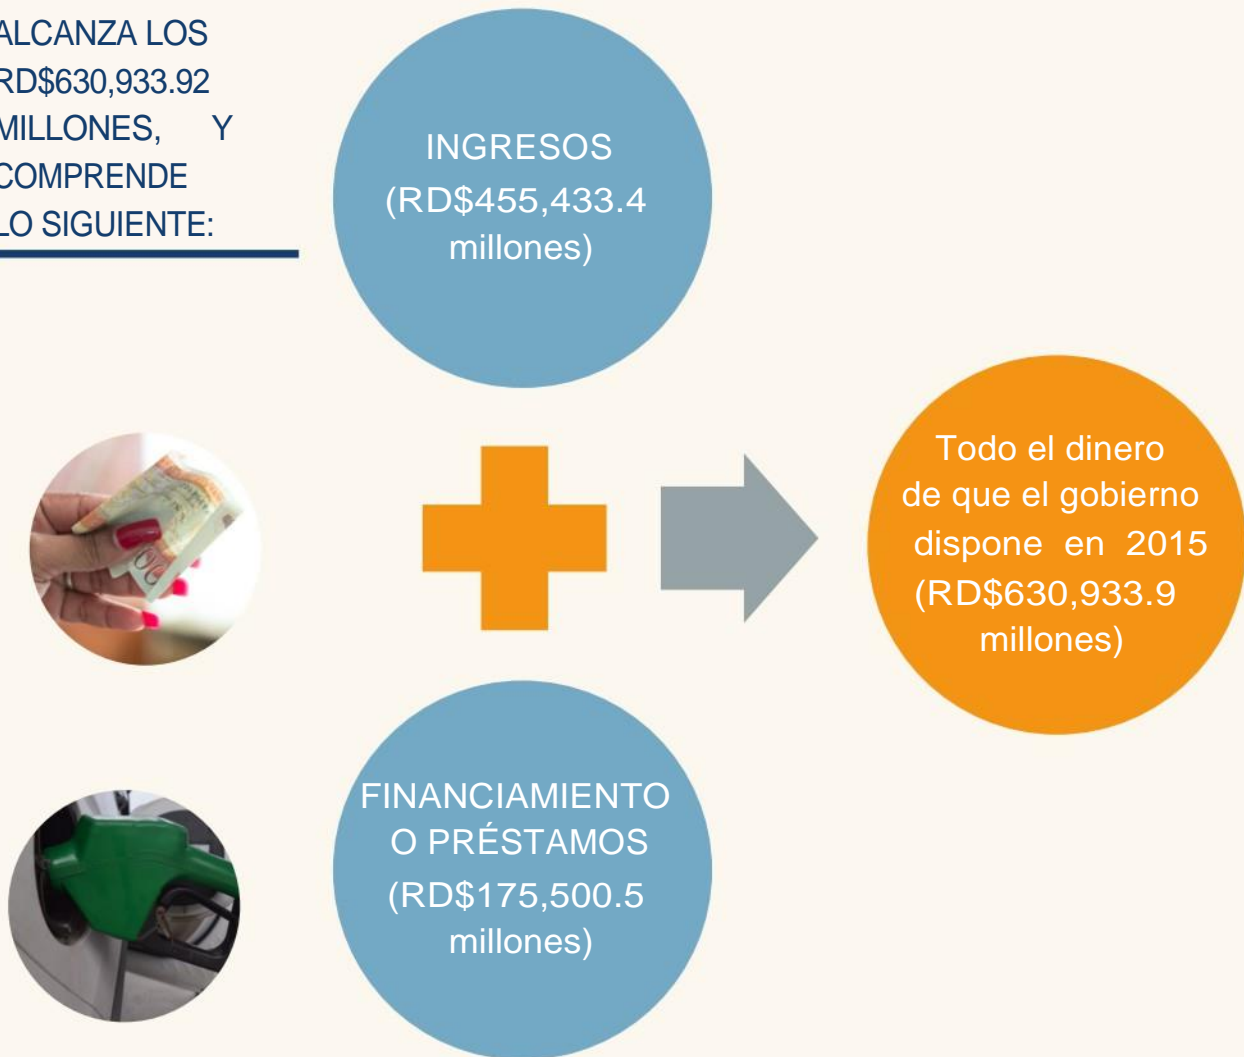 ALCANZA LOS
RD$630,933.92
MILLONES, Y
COMPRENDE
LO SIGUIENTE:
INGRESOS
(RD$455,433.4
millones)
Todo el dinero
de que el gobierno
dispone en 2015
(RD$630,933.9
millones)
FINANCIAMIENTO
O PRÉSTAMOS
(RD$175,500.5
millones)